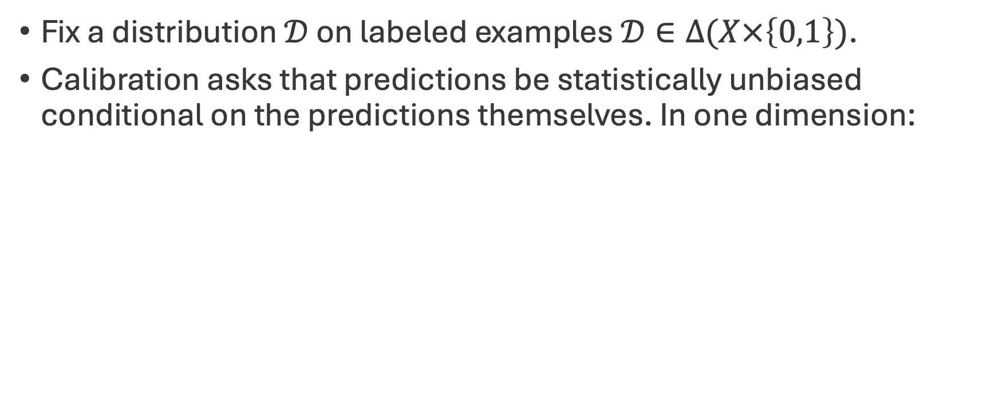 • Fix a distribution 𝒟 on labeled examples 𝒟 ∈ Δ(𝑋×{0,1}).
• Calibration asks that predictions be statistically unbiased
conditional on the predictions themselves. In one dimension: